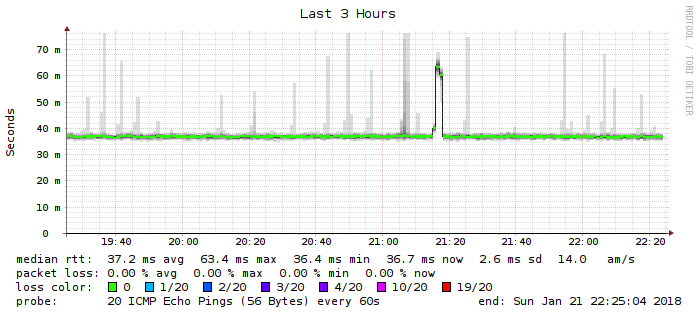 Last 3 Hours
RRDTOOL / TOBI OETIKER
Seconds
70 m
60 m
50 m
40 m
30 m
20 m
10 m
0
19:40 20:00 20:20 20:40 21:00 21:20 21:40 22:00 22:20
median rtt: 37.2 ms avg 63.4 ms max 36.4 ms min 36.7 ms now 2.6 ms sd 14.0 am/s
packet loss: 0.00 % avg 0.00 % max 0.00 % min 0.00 % now
loss color: 0 1/20 2/20 3/20 4/20 10/20 19/20
probe: 20 ICMP Echo Pings (56 Bytes) every 60s end: Sun Jan 21 22:25:04 2018